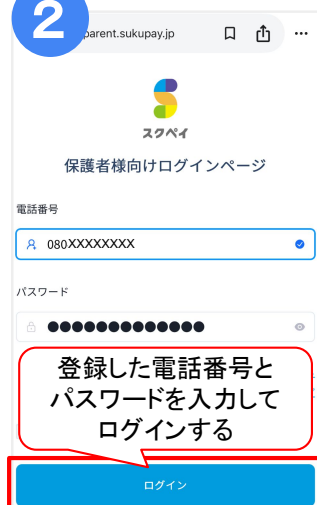 2
parent.sukupay.jp
スクペイ
保護者様向けログインページ
電話番号
080XXXXXXXX
パスワード
●●●●●●●●●●●●●
登録した電話番号と
パスワードを入力して
ログインする
ログイン